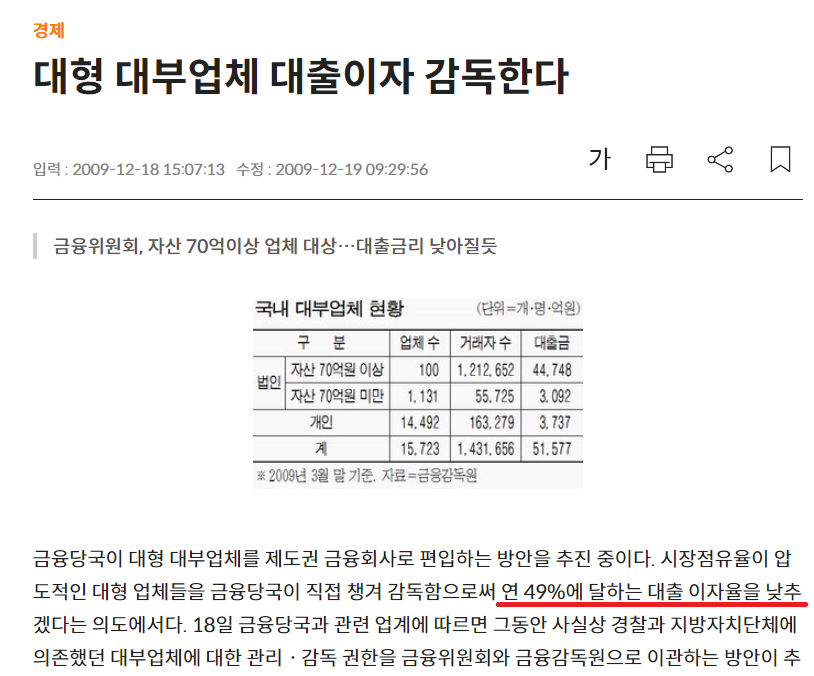 경제
대형 대부업체 대출이자 감독한다
입력 : 2009-12-18 15:07:13 수정 : 2009-12-19 09:29:56
가
금융위원회, 자산 70억이상 업체 대상…대출금리 낮아질듯
국내 대부업체 현황 (단위=개·명·억원)
구 분 업체 수 거래자 수 대출금
법인 자산 70억원 이상 100 1,212,652 44,748
자산 70억원 미만 1,131 55,725 3,092
개인 14,492 163,279 3,737
계 15,723 1,431,656 51,577
※2009년 3월 말 기준. 자료=금융감독원
금융당국이 대형 대부업체를 제도권 금융회사로 편입하는 방안을 추진 중이다. 시장점유율이 압
도적인 대형 업체들을 금융당국이 직접 챙겨 감독함으로써 연 49%에 달하는 대출 이자율을 낮추
겠다는 의도에서다. 18일 금융당국과 관련 업계에 따르면 그동안 사실상 경찰과 지방자치단체에
의존했던 대부업체에 대한 관리ㆍ감독 권한을 금융위원회와 금융감독원으로 이관하는 방안이 추